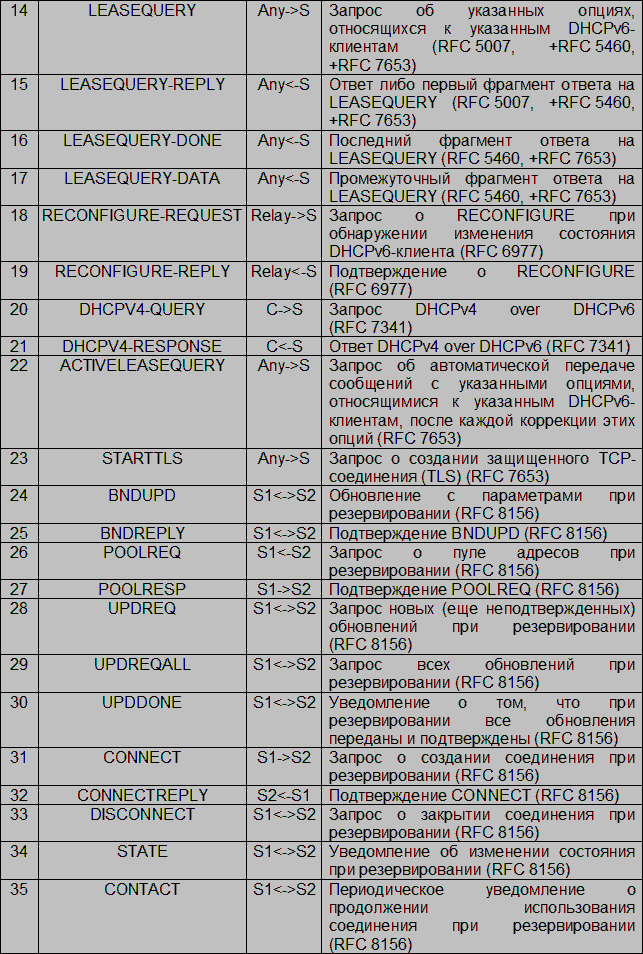 14 LEASEQUERY Any->S Запрос об указанных опциях,
относящихся к указанным DHCPv6-
клиентам (RFC 5007, +RFC 5460,
+RFC 7653)
15 LEASEQUERY-REPLY Any<-S Ответ либо первый фрагмент ответа на
LEASEQUERY (RFC 5007, +RFC 5460,
+RFC 7653)
16 LEASEQUERY-DONE Any<-S Последний фрагмент ответа на
LEASEQUERY (RFC 5460, +RFC 7653)
17 LEASEQUERY-DATA Any<-S Промежуточный фрагмент ответа на
LEASEQUERY (RFC 5460, +RFC 7653)
18 RECONFIGURE-REQUEST Relay->S Запрос о RECONFIGURE при
обнаружении изменения состояния
DHCPv6-клиента (RFC 6977)
19 RECONFIGURE-REPLY Relay<-S Подтверждение о RECONFIGURE
(RFC 6977)
20 DHCPV4-QUERY C->S Запрос DHCPv4 over DHCPv6
(RFC 7341)
21 DHCPV4-RESPONSE C<-S Ответ DHCPv4 over DHCPv6 (RFC 7341)
22 ACTIVELEASEQUERY Any->S Запрос об автоматической передаче
сообщений с указанными опциями,
относящимися к указанным DHCPv6-
клиентам, после каждой коррекции этих
опций (RFC 7653)
23 STARTTLS Any->S Запрос о создании защищенного TCP-
соединения (TLS) (RFC 7653)
24 BNDUPD S1<->S2 Обновление с параметрами при
резервировании (RFC 8156)
25 BNDREPLY S1<->S2 Подтверждение BNDUPD (RFC 8156)
26 POOLREQ S1<-S2 Запрос о пуле адресов при
резервировании (RFC 8156)
27 POOLRESP S1->S2 Подтверждение POOLREQ (RFC 8156)
28 UPDREQ S1<->S2 Запрос новых (еще неподтвержденных)
обновлений при резервировании
(RFC 8156)
29 UPDREQALL S1<->S2 Запрос всех обновлений при
резервировании (RFC 8156)
30 UPDDONE S1<->S2 Уведомление о том, что при
резервировании все обновления
переданы и подтверждены (RFC 8156)
31 CONNECT S1->S2 Запрос о создании соединения при
резервировании (RFC 8156)
32 CONNECTREPLY S2<-S1 Подтверждение CONNECT (RFC 8156)
33 DISCONNECT S1<->S2 Запрос о закрытии соединения при
резервировании (RFC 8156)
34 STATE S1<->S2 Уведомление об изменении состояния
при резервировании (RFC 8156)
35 CONTACT S1<->S2 Периодическое уведомление о
продолжении использования
соединения при резервировании
(RFC 8156)